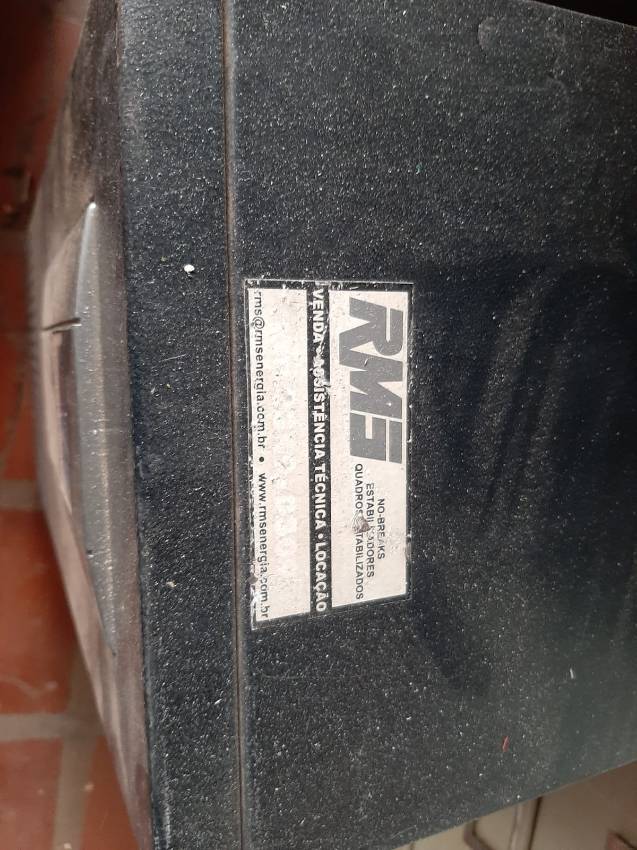 RMS
NO-BREAKS
ESTABILIZADORES
QUADROS ESTABILIZADOS
VENDA • ASSISTÊNCIA TÉCNICA • LOCAÇÃO
rms@rmsenergia.com.br • www.rmsenergia.com.br